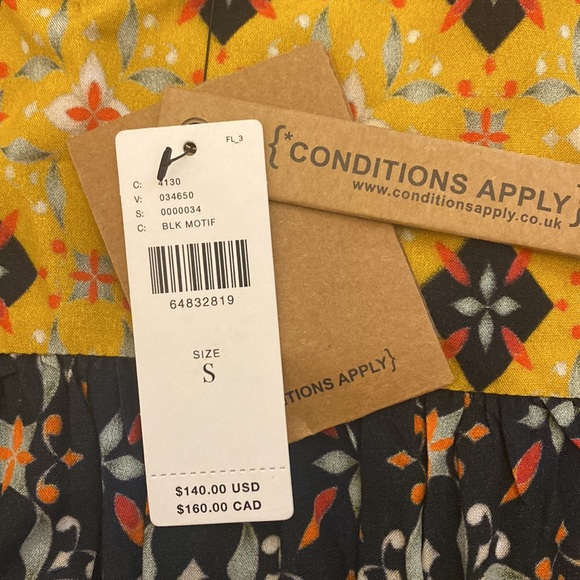 FL_3
C: 4130
V: 034650
S: 0000034
C: BLK MOTIF
64832819
SIZE
S
$140.00 USD
$160.00 CAD
{*CONDITIONS APPLY}
www.conditionsapply.co.uk
APPLY}